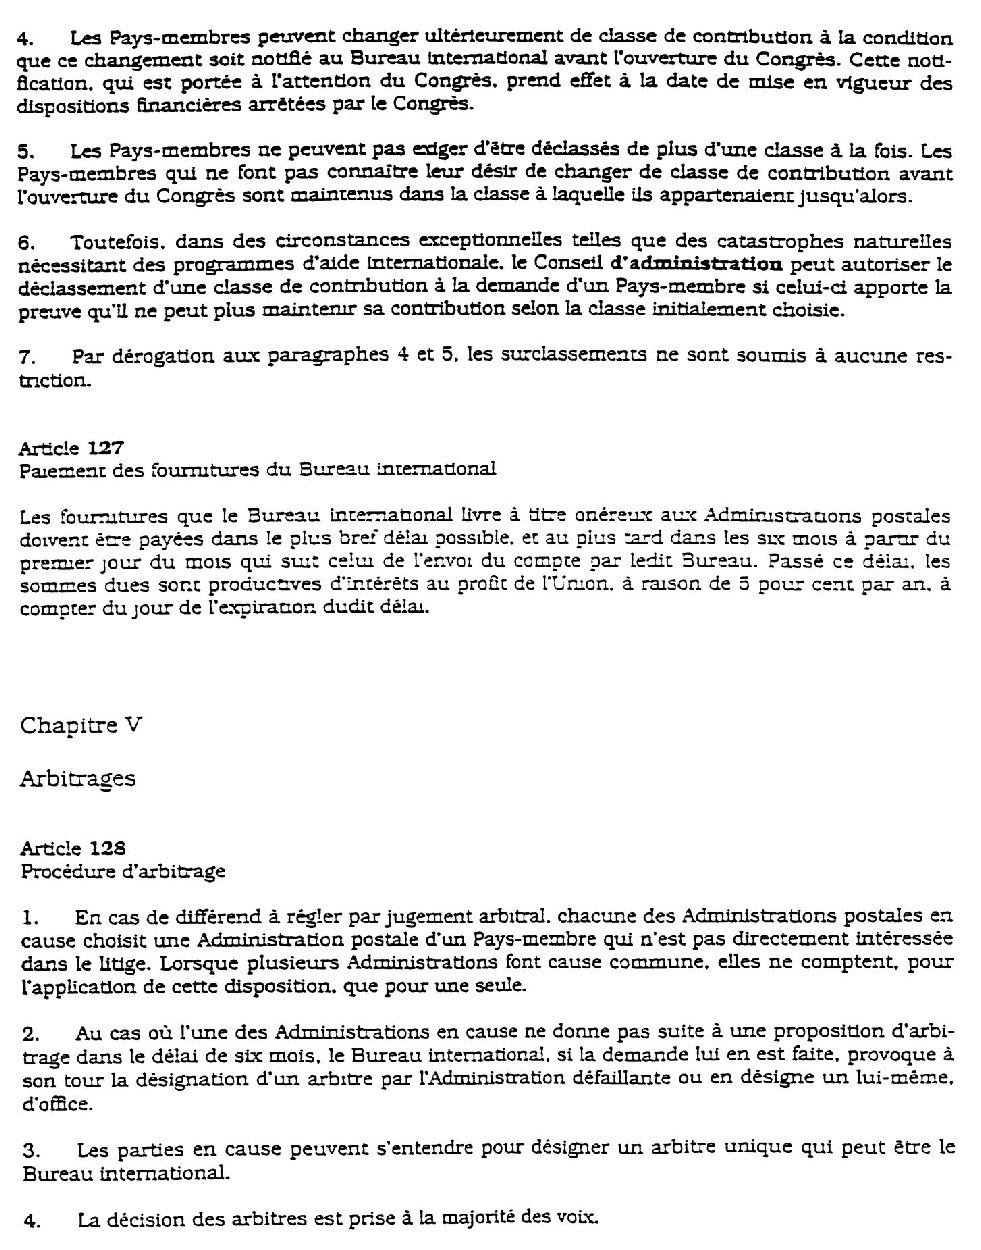 4. Les Pays-membres peuvent changer ultérieurement de classe de contribution à la condition
que ce changement soit notifié au Bureau international avant l'ouverture du Congrès. Cette noti-
fication, qui est portée à l'attention du Congrès, prend effet à la date de mise en vigueur des
dispositions financières arrêtées par le Congrès.
5. Les Pays-membres ne peuvent pas exiger d'être déclassés de plus d'une classe à la fois. Les
Pays-membres qui ne font pas connaître leur désir de changer de classe de contribution avant
l'ouverture du Congrès sont maintenus dans la classe à laquelle ils appartenaient jusqu'alors.
6. Toutefois, dans des circonstances exceptionnelles telles que des catastrophes naturelles
nécessitant des programmes d'aide internationale, le Conseil d'administration peut autoriser le
déclassement d'une classe de contribution à la demande d'un Pays-membre si celui-ci apporte la
preuve qu'il ne peut plus maintenir sa contribution selon la classe initialement choisie.
7. Par dérogation aux paragraphes 4 et 5, les surclassements ne sont soumis à aucune res-
triction.
Article 127
Paiement des fournitures du Bureau international
Les fournitures que le Bureau international livre à titre onéreux aux Administrations postales
doivent être payées dans le plus bref délai possible, et au plus tard dans les six mois à partir du
premier jour du mois qui suit celui de l'envoi du compte par ledit Bureau. Passé ce délai, les
sommes dues sont productives d'intérêts au profit de l'Union, à raison de 5 pour cent par an, à
compter du jour de l'expiration dudit délai.
Chapitre V
Arbitrages
Article 128
Procédure d'arbitrage
1. En cas de différend à régler par jugement arbitral, chacune des Administrations postales en
cause choisit une Administration postale d'un Pays-membre qui n'est pas directement intéressée
dans le litige. Lorsque plusieurs Administrations font cause commune, elles ne comptent, pour
l'application de cette disposition, que pour une seule.
2. Au cas où l'une des Administrations en cause ne donne pas suite à une proposition d'arbi-
trage dans le délai de six mois, le Bureau international, si la demande lui en est faite, provoque à
son tour la désignation d'un arbitre par l'Administration défaillante ou en désigne un lui-même,
d'office.
3. Les parties en cause peuvent s'entendre pour désigner un arbitre unique qui peut être le
Bureau international.
4. La décision des arbitres est prise à la majorité des voix.